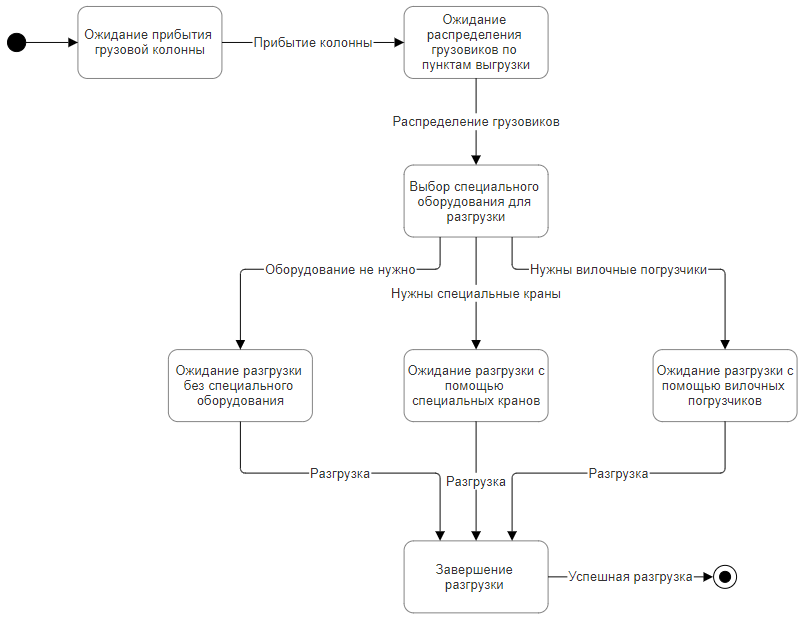 Ожидание прибытия
грузовой колонны
Прибытие колонны
Ожидание
распределения
грузовиков по
пунктам выгрузки
Распределение грузовиков
Выбор специального
оборудования для
разгрузки
Оборудование не нужно
Нужны специальные краны
Нужны вилочные погрузчики
Ожидание разгрузки
без специального
оборудования
Ожидание разгрузки с
помощью
специальных кранов
Ожидание разгрузки с
помощью вилочных
погрузчиков
Разгрузка
Разгрузка
Разгрузка
Завершение
разгрузки
Успешная разгрузка